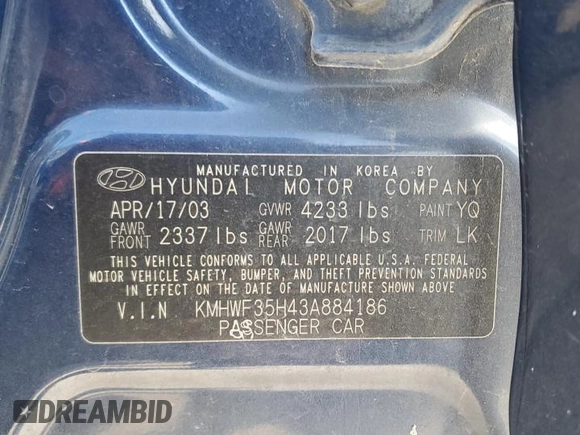 MANUFACTURED IN KOREA BY
HYUNDAI MOTOR COMPANY
APR/17/03 GVWR 4233 lbs PAINT YQ
GAWR FRONT 2337 lbs GAWR REAR 2017 lbs TRIM LK
THIS VEHICLE CONFORMS TO ALL APPLICABLE U.S.A. FEDERAL
MOTOR VEHICLE SAFETY, BUMPER, AND THEFT PREVENTION STANDARDS
IN EFFECT ON THE DATE OF MANUFACTURE SHOWN ABOVE
V.I.N KMHWF35H43A884186
PASSENGER CAR
DREAMBID